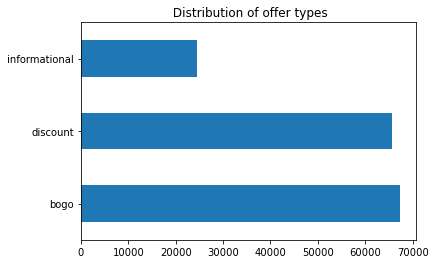 Distribution of offer types
informational
discount
bogo
0 10000 20000 30000 40000 50000 60000 70000